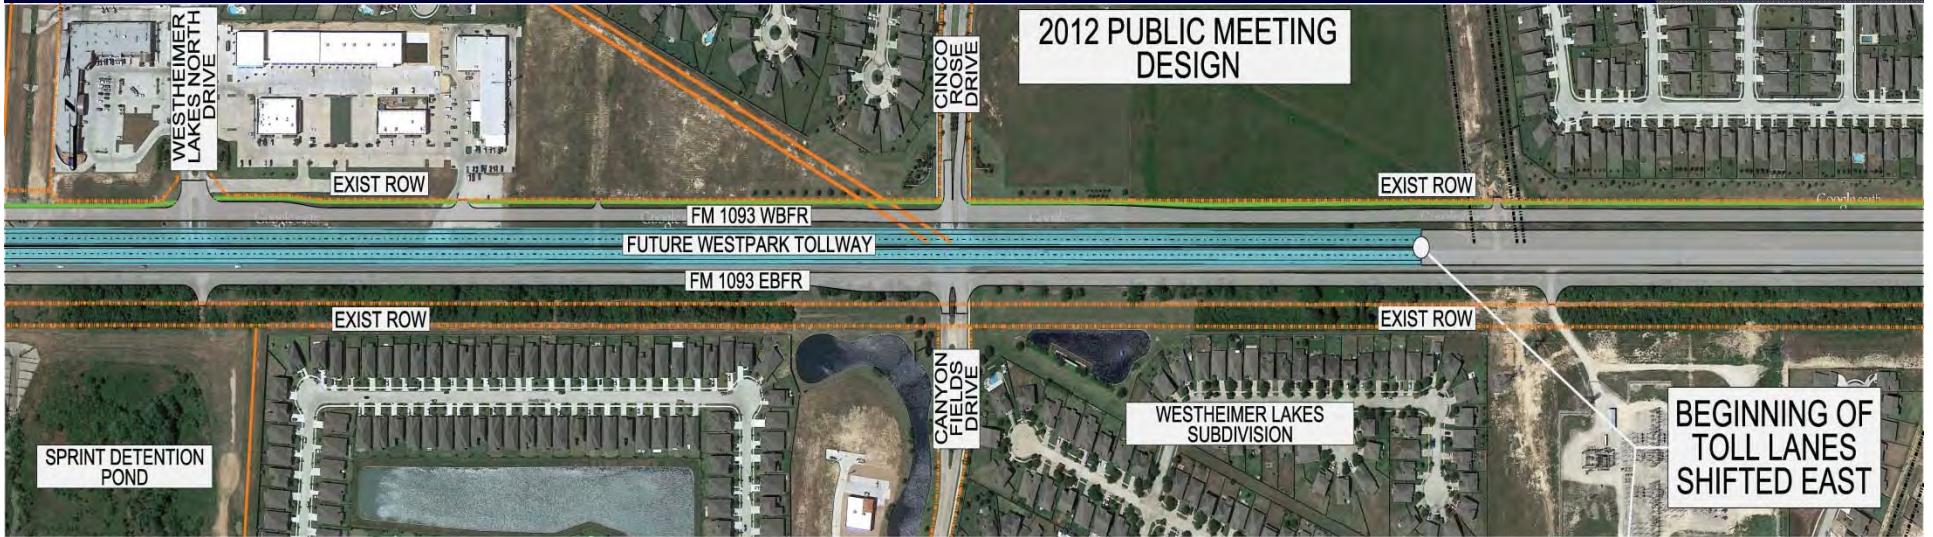 2012 PUBLIC MEETING
DESIGN
WESTHEIMER
LAKES NORTH
DRIVE
CINCO
ROSE
DRIVE
EXIST ROW
EXIST ROW
FM 1093 WBFR
Google earth
FUTURE WESTPARK TOLLWAY
FM 1093 EBFR
EXIST ROW
EXIST ROW
CANYON
FIELDS
DRIVE
WESTHEIMER LAKES
SUBDIVISION
SPRINT DETENTION
POND
BEGINNING OF
TOLL LANES
SHIFTED EAST